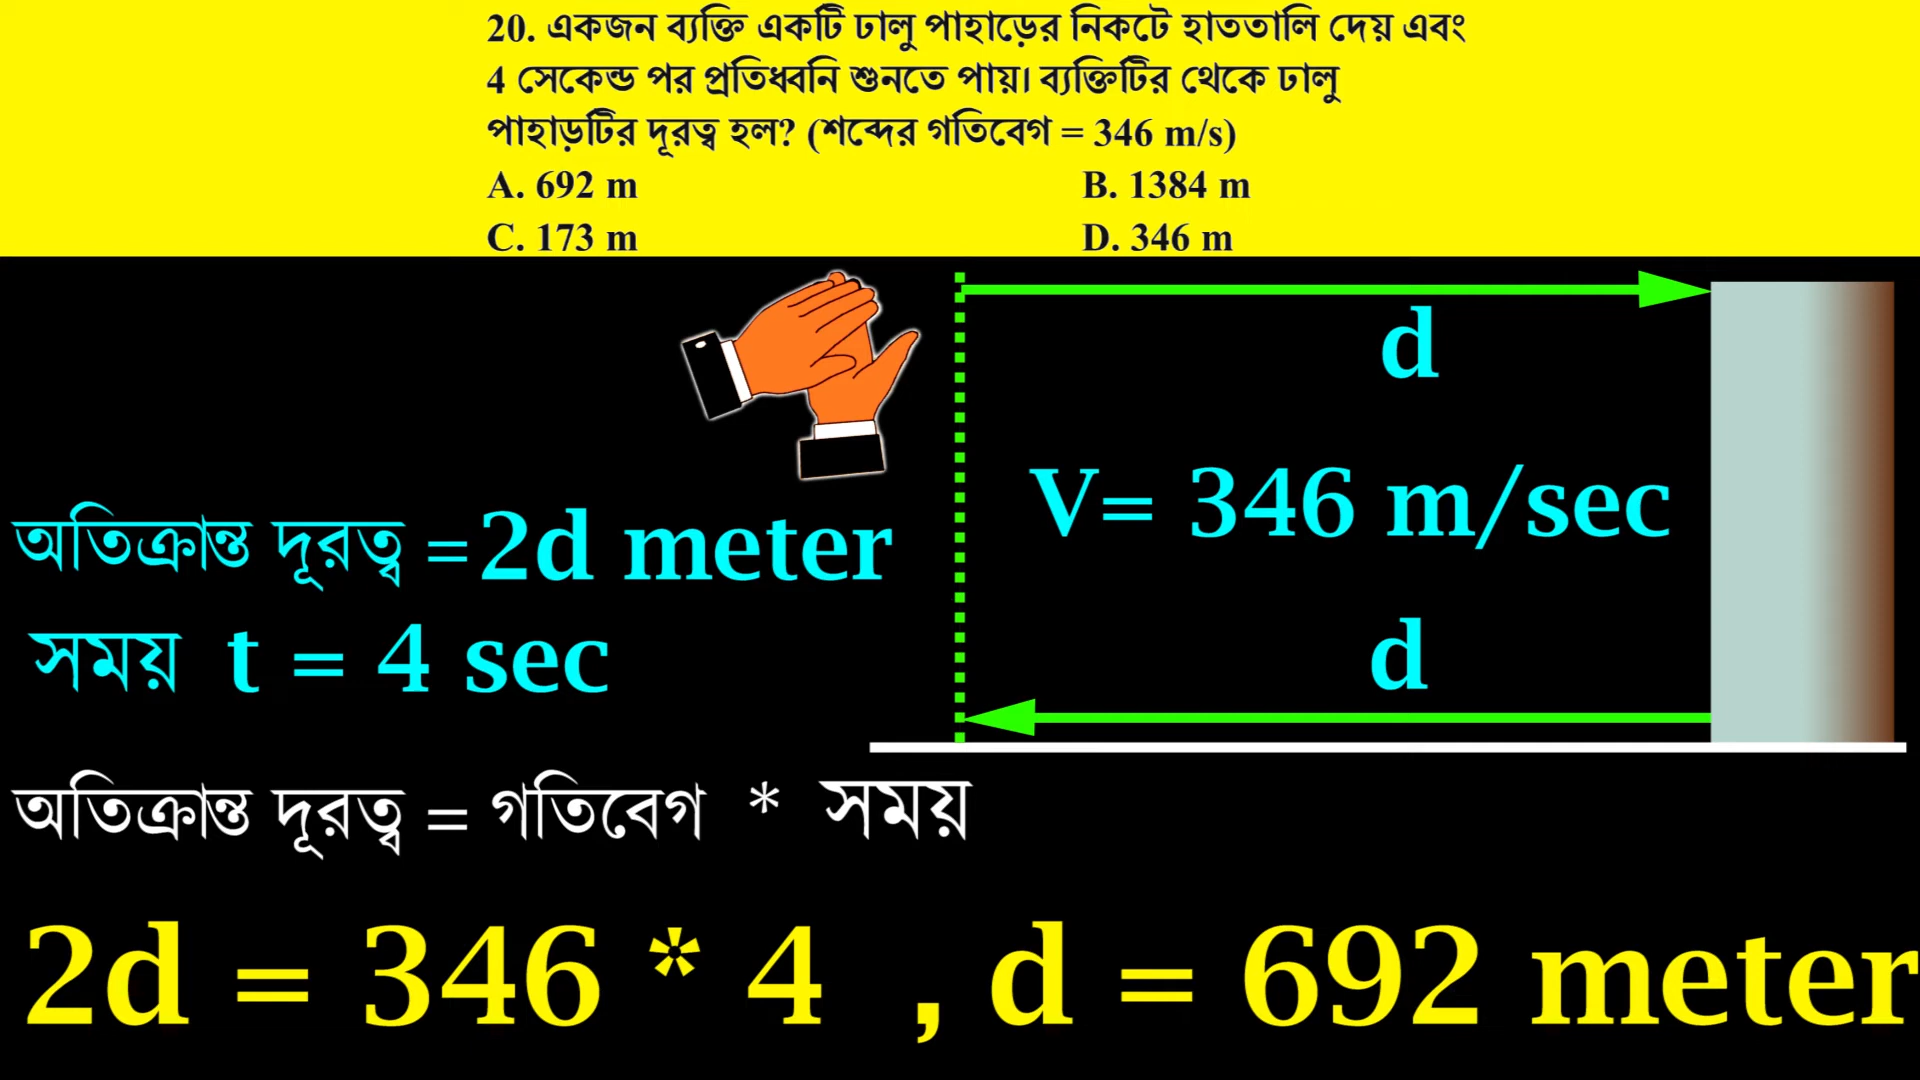 20. একজন ব্যক্তি একটি ঢালু পাহাড়ের নিকটে হাততালি দেয় এবং
4 সেকেন্ড পর প্রতিধ্বনি শুনতে পায়। ব্যক্তিটির থেকে ঢালু
পাহাড়টির দূরত্ব হল? (শব্দের গতিবেগ = 346 m/s)
A. 692 m B. 1384 m
C. 173 m D. 346 m
d
V= 346 m/sec
অতিক্রান্ত দূরত্ব =2d meter
সময় t = 4 sec
d
অতিক্রান্ত দূরত্ব = গতিবেগ * সময়
2d = 346 * 4 , d = 692 meter